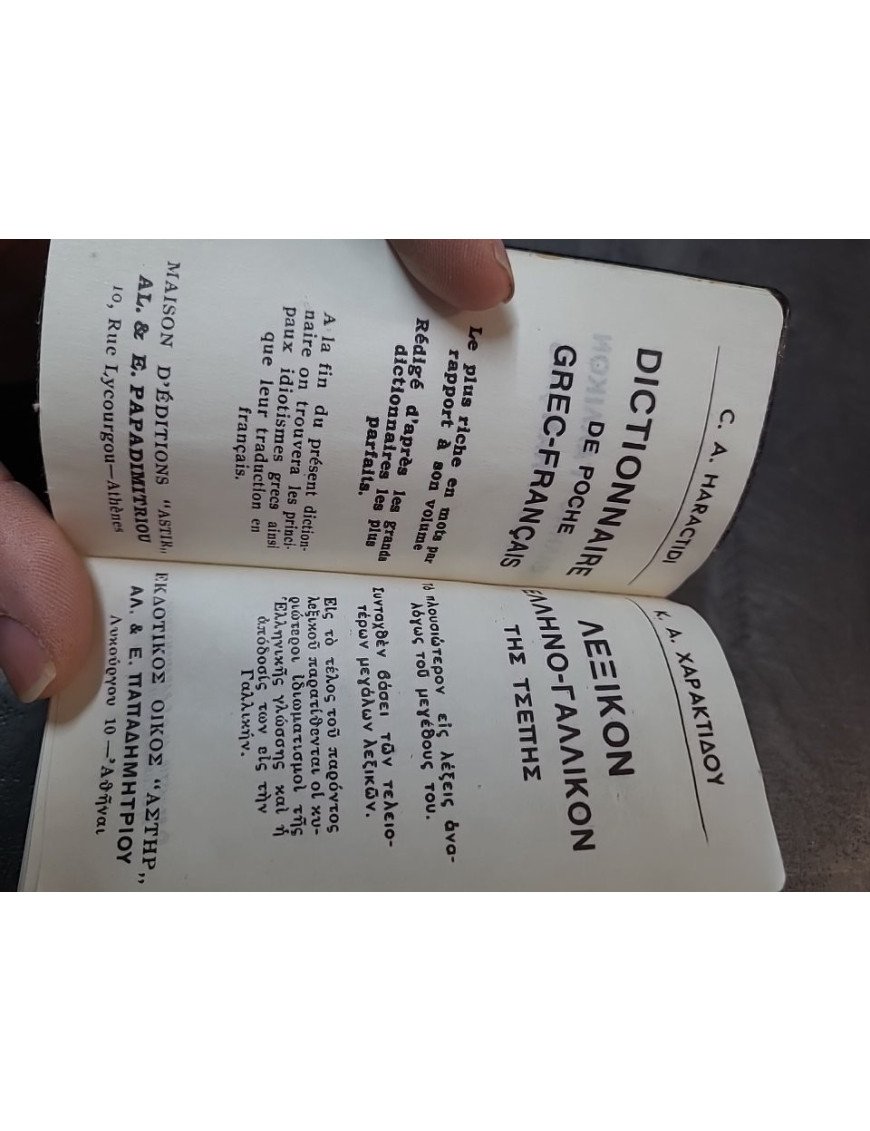 C. A. HARACTIDI
DICTIONNAIRE
DE POCHE
GREC-FRANÇAIS
Le plus riche en mots par
rapport à son volume
Rédigé d'après les grands
dictionnaires les plus
parfaits.
A la fin du présent diction-
naire on trouvera les princi-
paux idiotismes grecs ainsi
que leur traduction en
français.
MAISON D'ÉDITIONS "ASTIR„
AL. & E. PAPADIMITRIOU
10, Rue Lycourgou—Athènes
Κ. Α. ΧΑΡΑΚΤΙΔΟΥ
ΛΕΞΙΚΟΝ
ΕΛΛΗΝΟ-ΓΑΛΛΙΚΟΝ
ΤΗΣ ΤΣΕΠΗΣ
Τὸ πλουσιώτερον εἰς λέξεις ἀνα-
λόγως τοῦ μεγέθους του.
Συνταχθὲν βάσει τῶν τελειο-
τέρων μεγάλων λεξικῶν.
Εἰς τὸ τέλος τοῦ παρόντος
λεξικοῦ παρατίθενται οἱ κυ-
ριώτεροι ἰδιωματισμοὶ τῆς
Ἑλληνικῆς γλώσσης καὶ ἡ
ἀπόδοσίς των εἰς τὴν
Γαλλικήν.
ΕΚΔΟΤΙΚΟΣ ΟΙΚΟΣ "ΑΣΤΗΡ„
ΑΛ. & Ε. ΠΑΠΑΔΗΜΗΤΡΙΟΥ
Λυκούργου 10—Ἀθῆναι